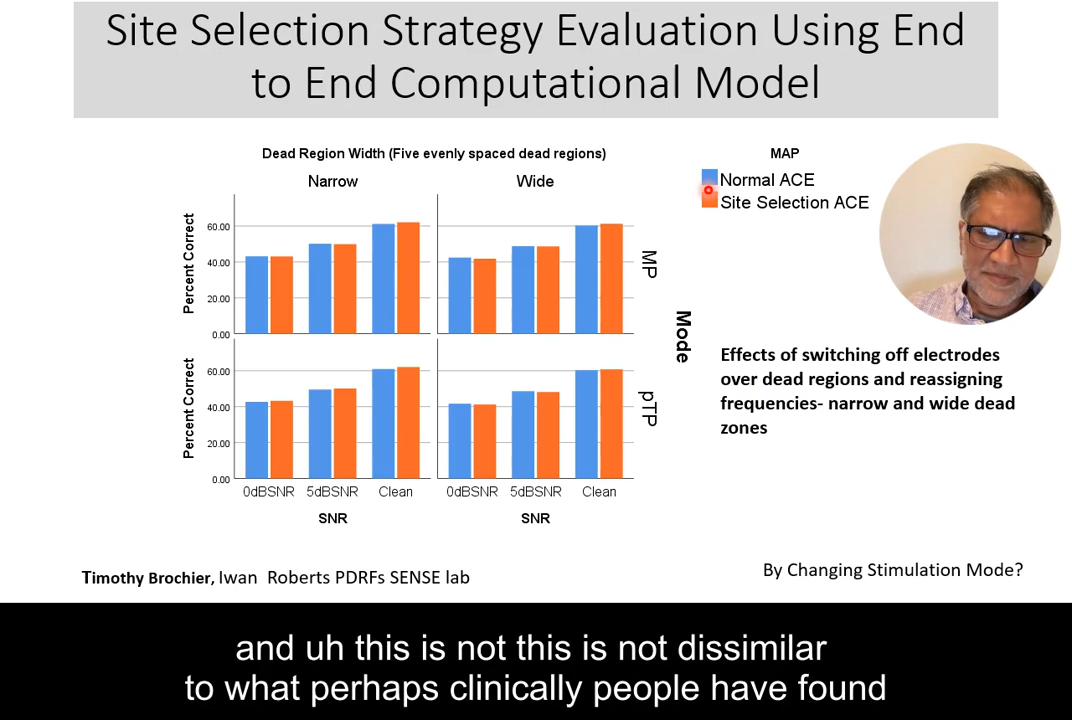 Site Selection Strategy Evaluation Using End
to End Computational Model
Dead Region Width (Five evenly spaced dead regions)
Narrow
Wide
MAP
Normal ACE
Site Selection ACE
Percent Correct
60.00
40.00
20.00
0.00
MP
Percent Correct
60.00
40.00
20.00
0.00
pTP
Mode
0dBSNR 5dBSNR Clean
0dBSNR 5dBSNR Clean
SNR
SNR
Effects of switching off electrodes
over dead regions and reassigning
frequencies- narrow and wide dead
zones
Timothy Brochier, Iwan Roberts PDRFs SENSE lab
By Changing Stimulation Mode?
and uh this is not this is not dissimilar
to what perhaps clinically people have found